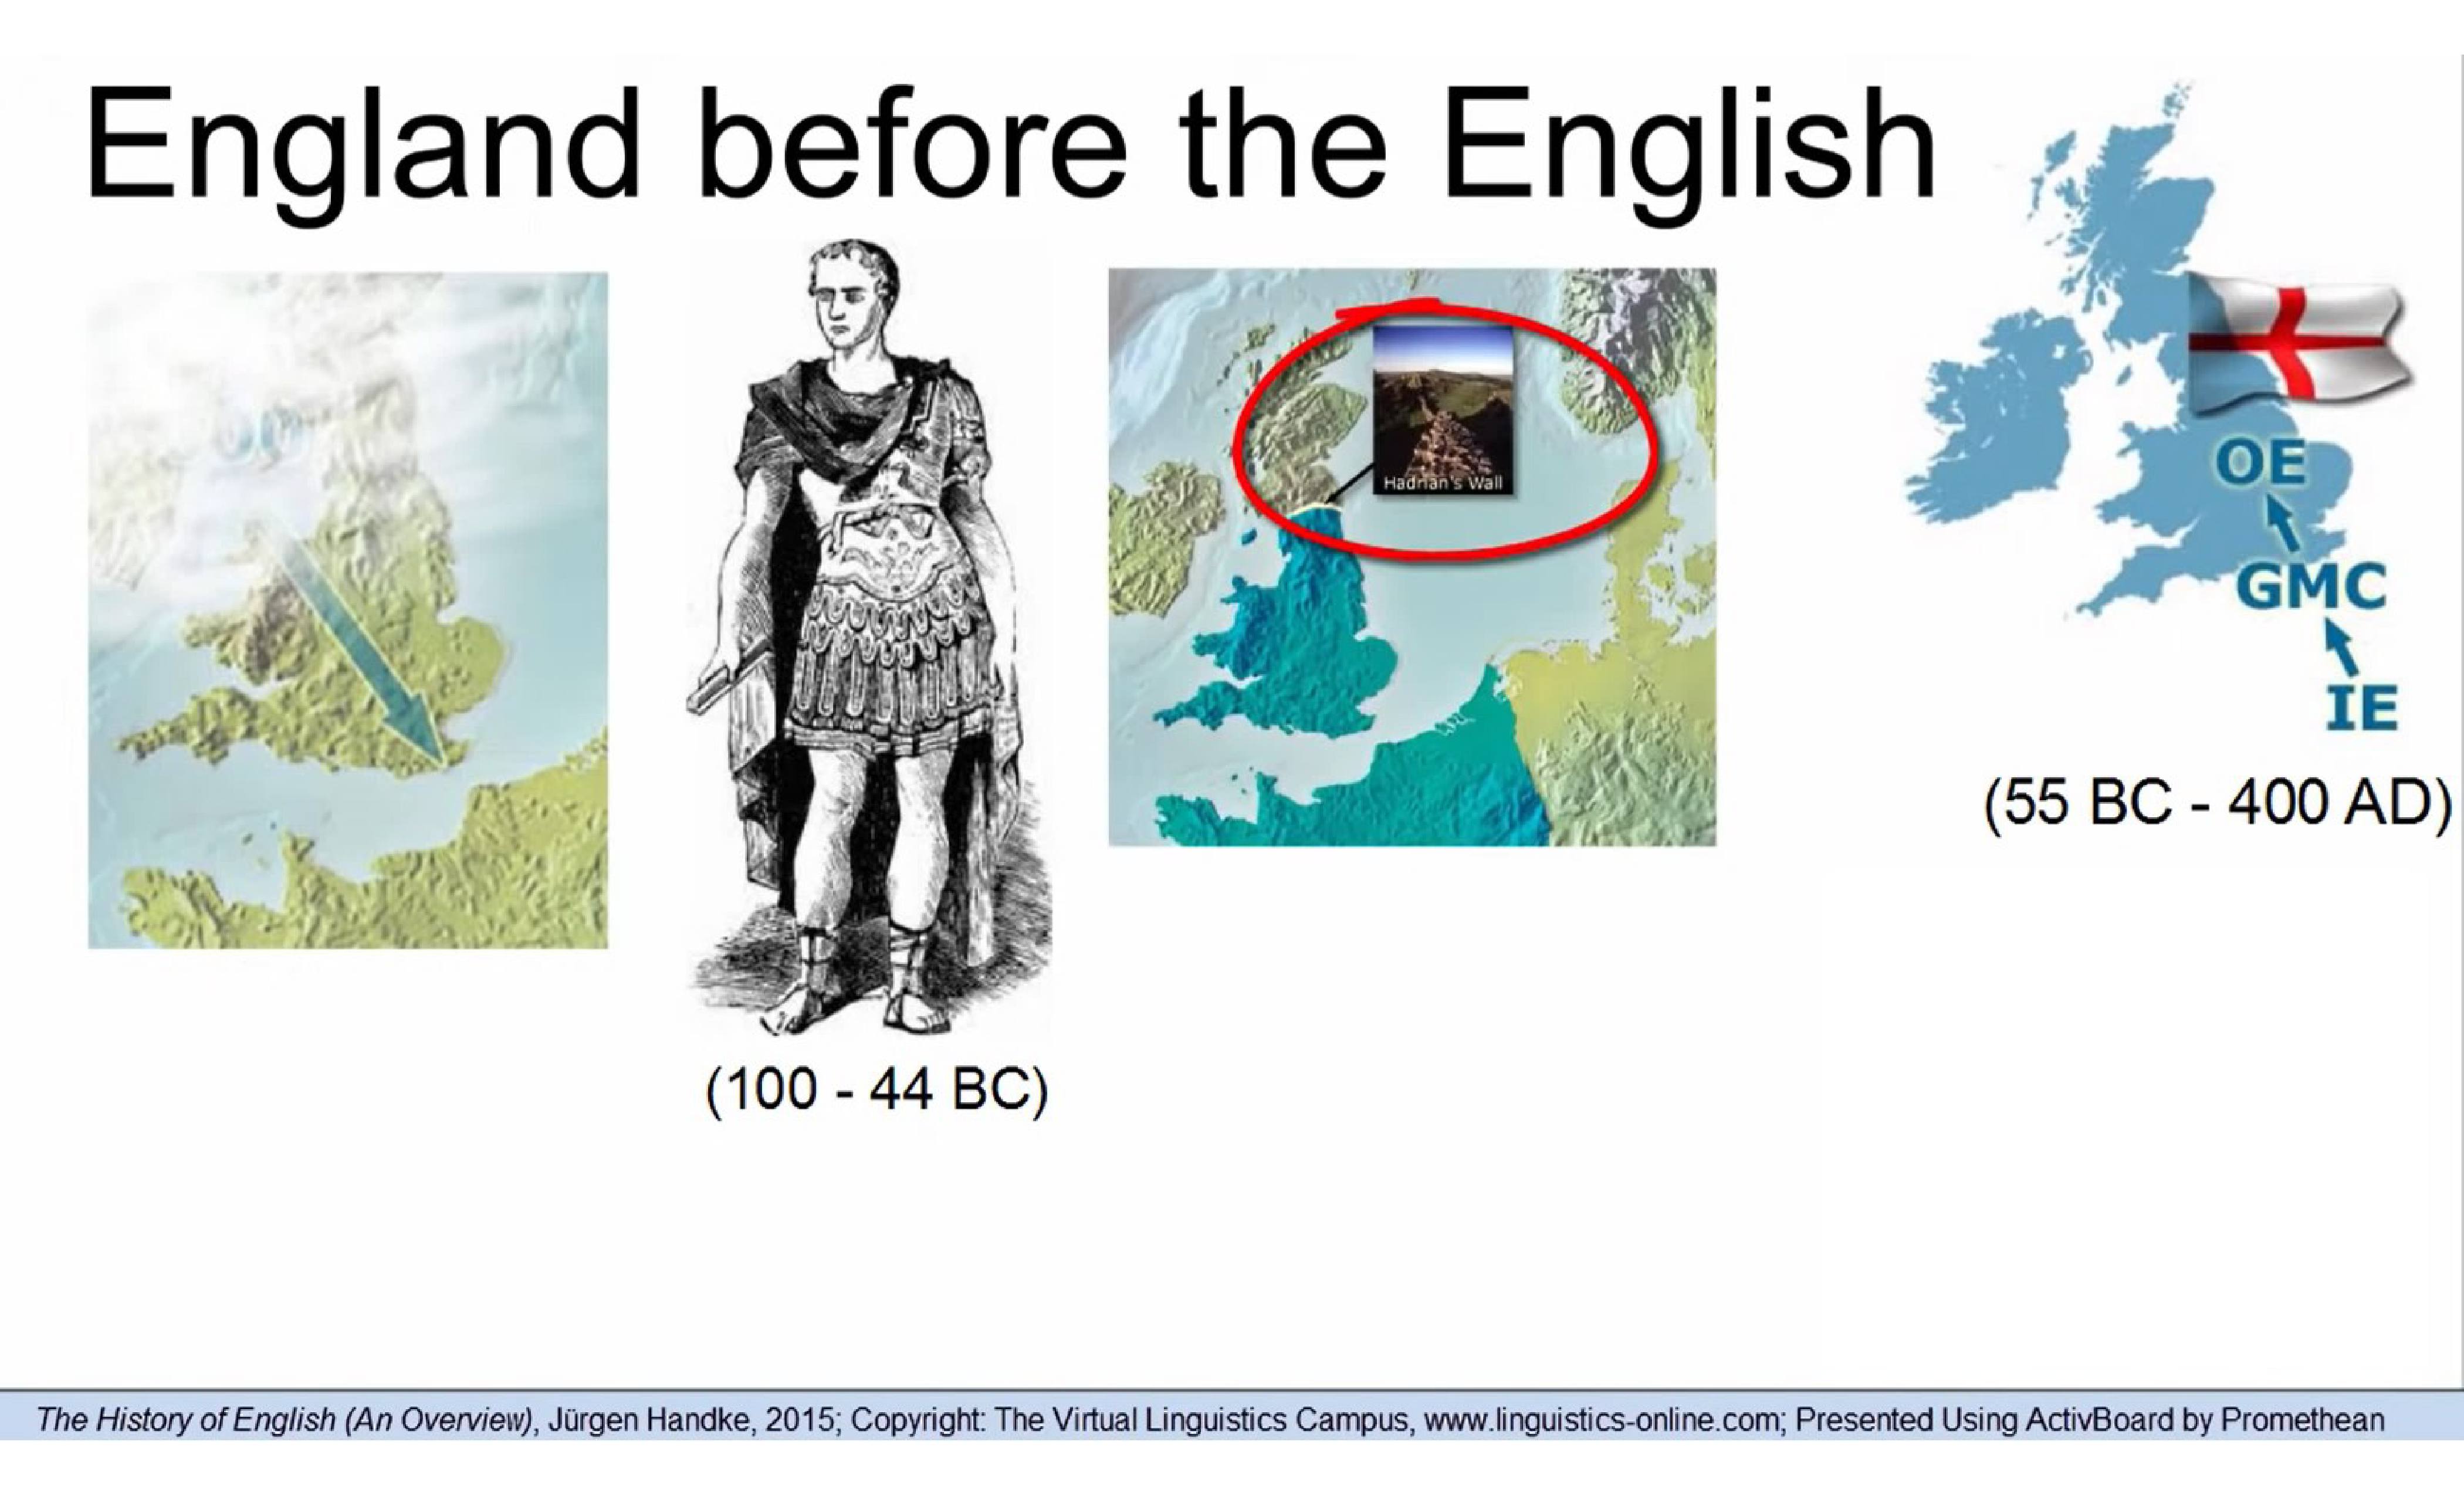 England before the English
Hadrian's Wall
OE
GMC
IE
(55 BC - 400 AD)
(100 - 44 BC)
The History of English (An Overview), Jürgen Handke, 2015; Copyright: The Virtual Linguistics Campus, www.linguistics-online.com; Presented Using ActivBoard by Promethean